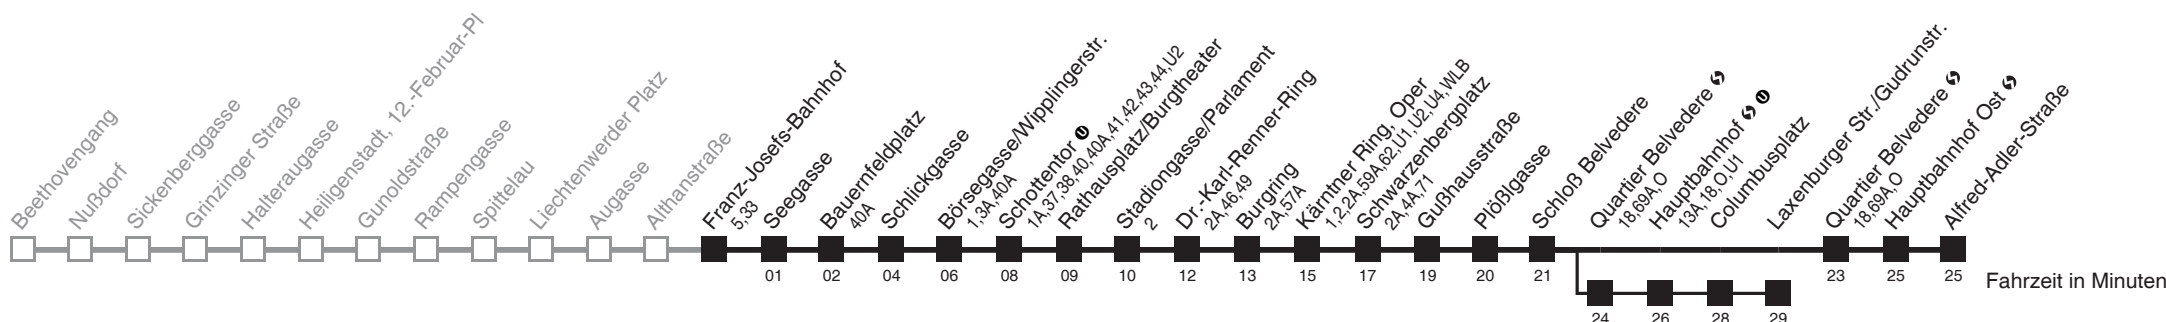 Beethovengang
Nußdorf
Sickenberggasse
Grinzinger Straße
Halteraugasse
Heiligenstadt, 12.-Februar-Pl
Gunoldstraße
Rampengasse
Spittelau
Liechtenwerder Platz
Augasse
Althanstraße
Franz-Josefs-Bahnhof
5,33
Seegasse
Bauernfeldplatz
40A
Schlickgasse
Börsegasse/Wipplingerstr.
1,3A,40A
Schottentor U
1A,37,38,40,40A,41,42,43,44,U2
Rathausplatz/Burgtheater
Stadiongasse/Parlament
2
Dr.-Karl-Renner-Ring
2A,46,49
Burgring
2A,57A
Kärntner Ring, Oper
1,2,2A,59A,62,U1,U2,U4,WLB
Schwarzenbergplatz
2A,4A,71
Gußhausstraße
Plößlgasse
Schloß Belvedere
Quartier Belvedere
18,69A,O
Hauptbahnhof U
13A,18,O,U1
Columbusplatz
Laxenburger Str./Gudrunstr.
Quartier Belvedere
18,69A,O
Hauptbahnhof Ost
Alfred-Adler-Straße
01 02 04 06 08 09 10 12 13 15 17 19 20 21 23 25 25
Fahrzeit in Minuten
24 26 28 29